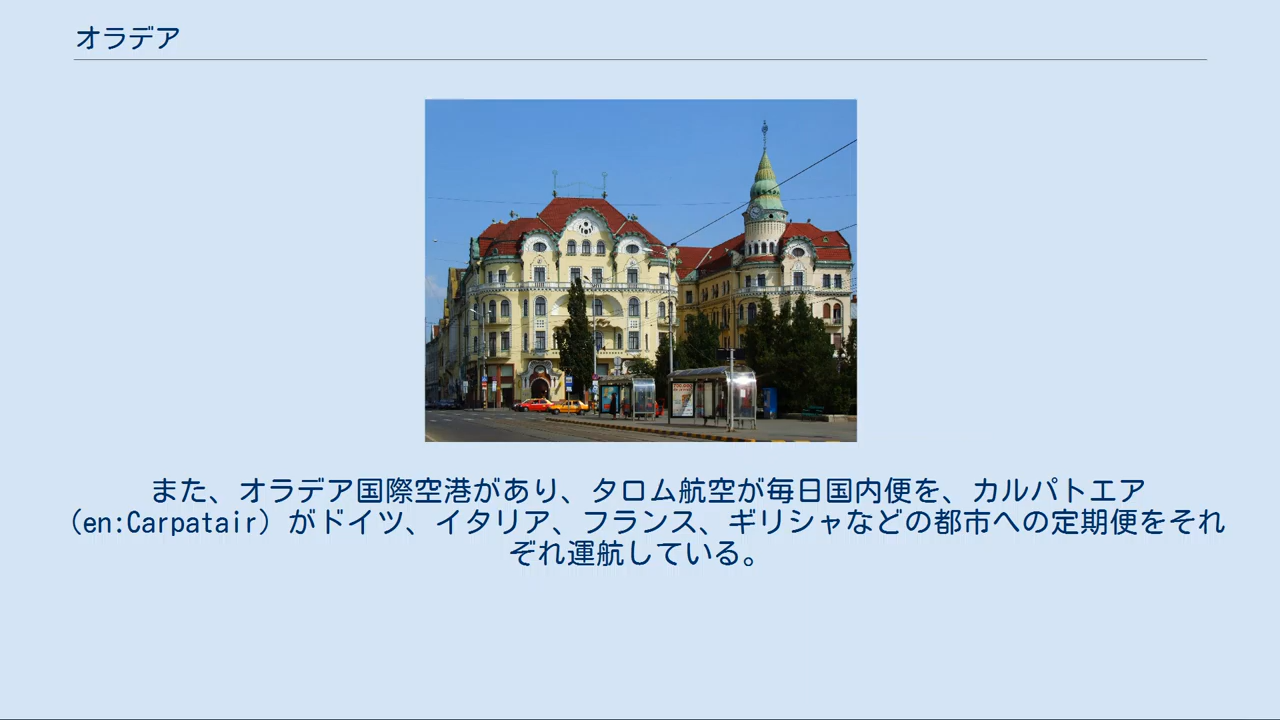 オラデア
また、オラデア国際空港があり、タロム航空が毎日国内便を、カルパトエア
(en:Carpatair) がドイツ、イタリア、フランス、ギリシャなどの都市への定期便をそれ
ぞれ運航している。